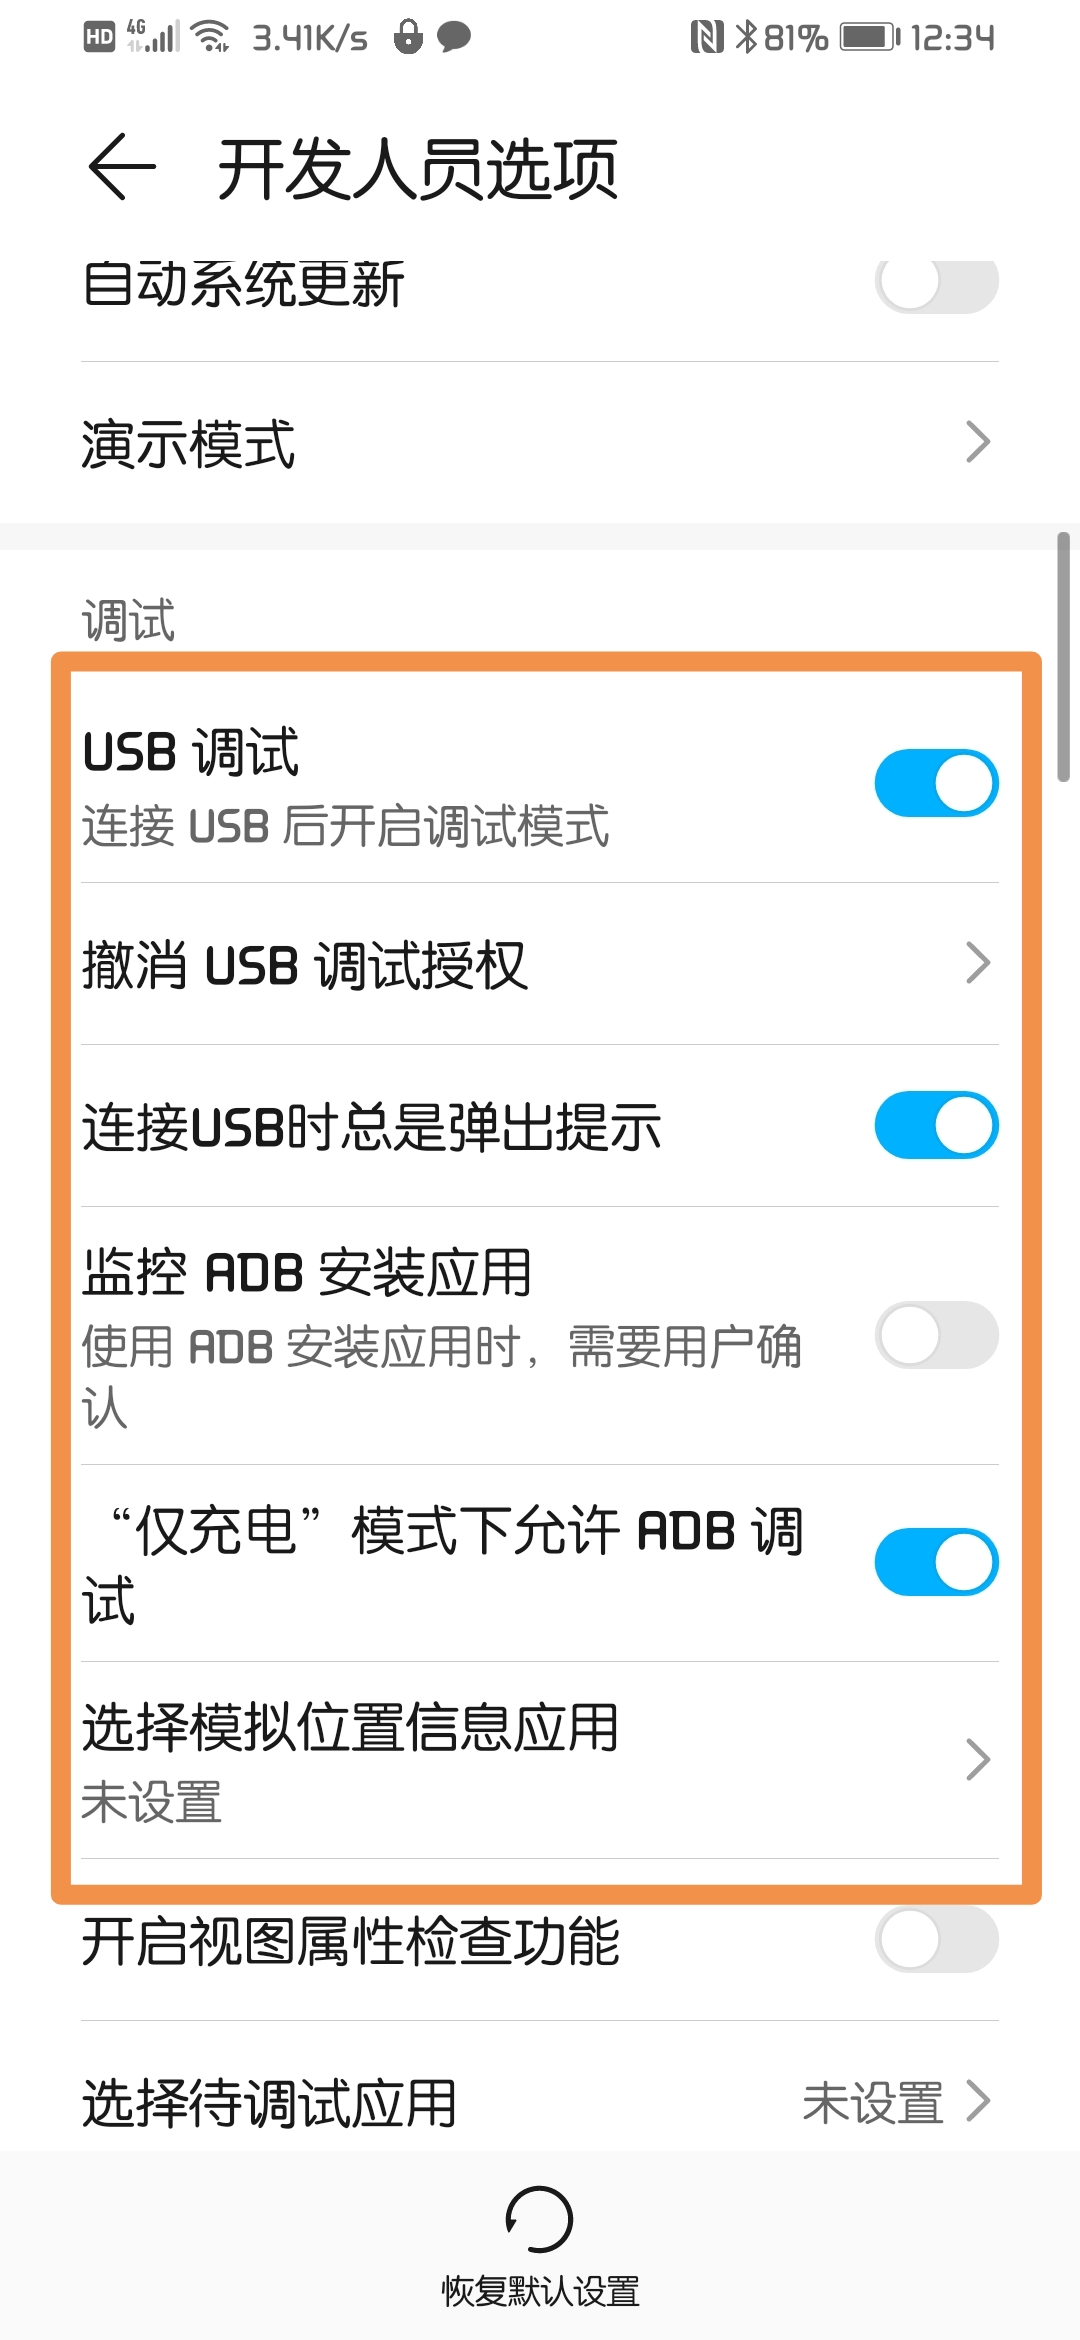 HD 4G 3.41K/s 81% 12:34
开发人员选项
自动系统更新
演示模式
调试
USB 调试
连接 USB 后开启调试模式
撤消 USB 调试授权
连接USB时总是弹出提示
监控 ADB 安装应用
使用 ADB 安装应用时，需要用户确
认
“仅充电”模式下允许 ADB 调
试
选择模拟位置信息应用
未设置
开启视图属性检查功能
选择待调试应用 未设置
恢复默认设置